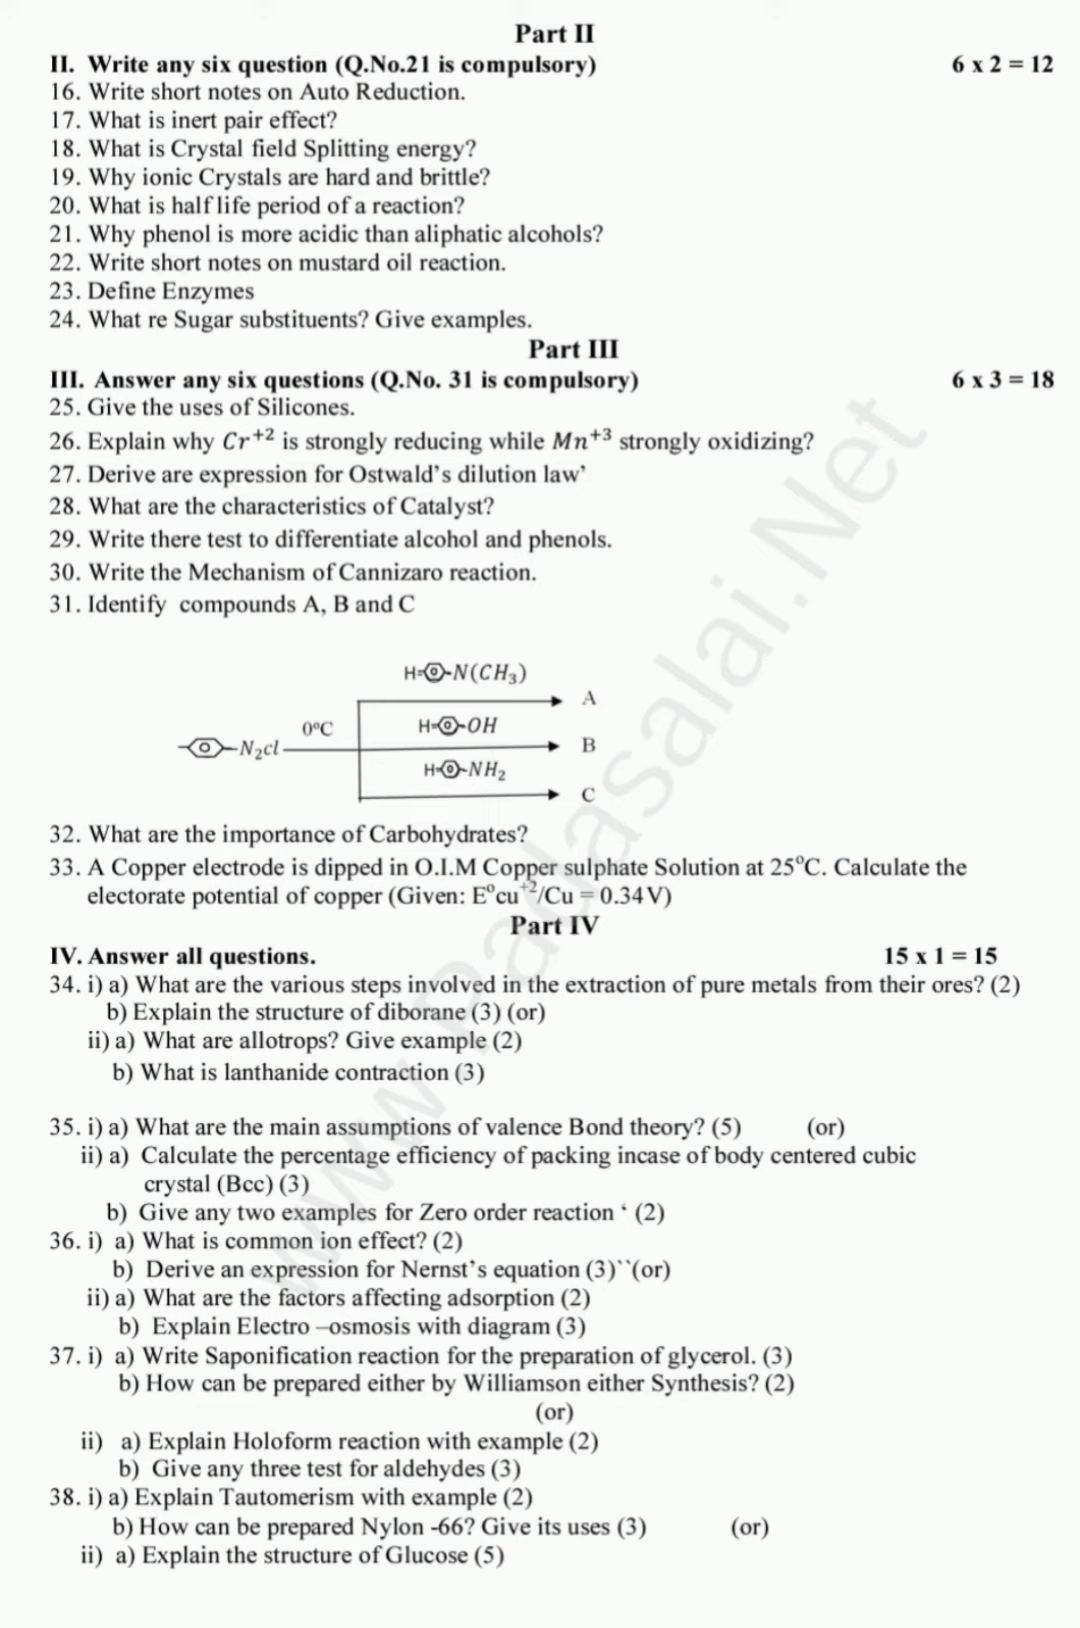 Part II
II. Write any six question (Q.No.21 is compulsory) 6 x 2 = 12
16. Write short notes on Auto Reduction.
17. What is inert pair effect?
18. What is Crystal field Splitting energy?
19. Why ionic Crystals are hard and brittle?
20. What is half life period of a reaction?
21. Why phenol is more acidic than aliphatic alcohols?
22. Write short notes on mustard oil reaction.
23. Define Enzymes
24. What re Sugar substituents? Give examples.
Part III
III. Answer any six questions (Q.No. 31 is compulsory) 6 x 3 = 18
25. Give the uses of Silicones.
26. Explain why Cr⁺² is strongly reducing while Mn⁺³ strongly oxidizing?
27. Derive are expression for Ostwald's dilution law'
28. What are the characteristics of Catalyst?
29. Write there test to differentiate alcohol and phenols.
30. Write the Mechanism of Cannizaro reaction.
31. Identify compounds A, B and C
H N(CH₃)
A
0°C H OH
N₂cl B
H NH₂
C
32. What are the importance of Carbohydrates?
33. A Copper electrode is dipped in O.I.M Copper sulphate Solution at 25°C. Calculate the
electorate potential of copper (Given: E°cu⁺²/Cu = 0.34V)
Part IV
IV. Answer all questions. 15 x 1 = 15
34. i) a) What are the various steps involved in the extraction of pure metals from their ores? (2)
b) Explain the structure of diborane (3) (or)
ii) a) What are allotrops? Give example (2)
b) What is lanthanide contraction (3)
35. i) a) What are the main assumptions of valence Bond theory? (5) (or)
ii) a) Calculate the percentage efficiency of packing incase of body centered cubic
crystal (Bcc) (3)
b) Give any two examples for Zero order reaction ‘ (2)
36. i) a) What is common ion effect? (2)
b) Derive an expression for Nernst's equation (3)``(or)
ii) a) What are the factors affecting adsorption (2)
b) Explain Electro –osmosis with diagram (3)
37. i) a) Write Saponification reaction for the preparation of glycerol. (3)
b) How can be prepared either by Williamson either Synthesis? (2)
(or)
ii) a) Explain Holoform reaction with example (2)
b) Give any three test for aldehydes (3)
38. i) a) Explain Tautomerism with example (2)
b) How can be prepared Nylon -66? Give its uses (3) (or)
ii) a) Explain the structure of Glucose (5)
www.Padasalai.Net